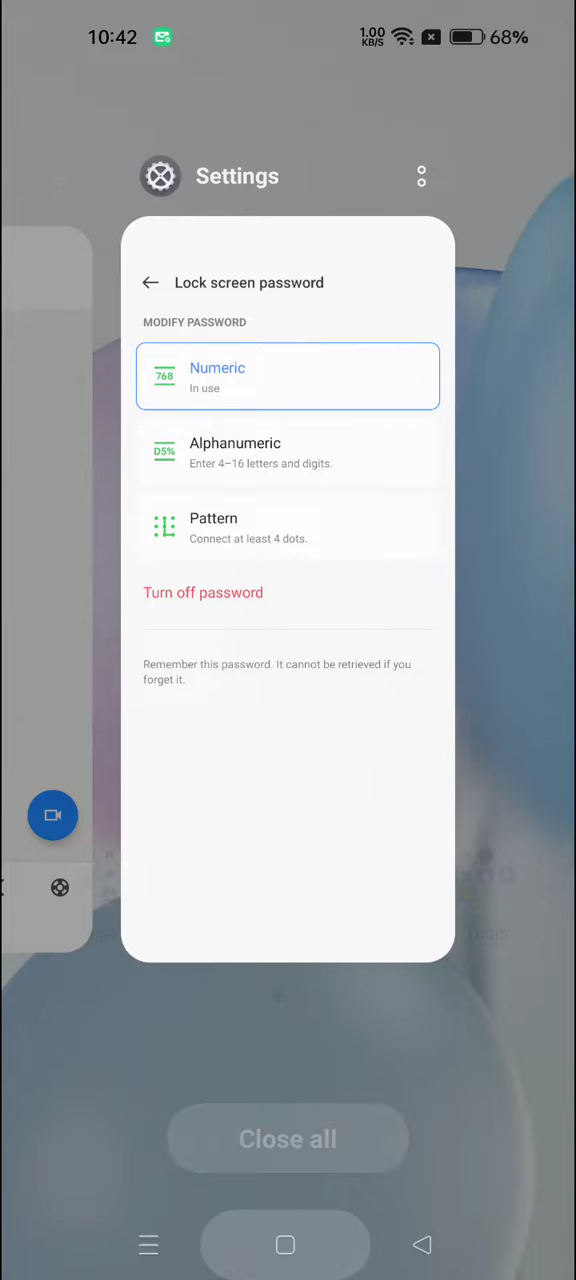 10:42
1.00
KB/S
68%
Settings
Lock screen password
MODIFY PASSWORD
768
Numeric
In use
D5%
Alphanumeric
Enter 4–16 letters and digits.
Pattern
Connect at least 4 dots.
Turn off password
Remember this password. It cannot be retrieved if you
forget it.
Close all